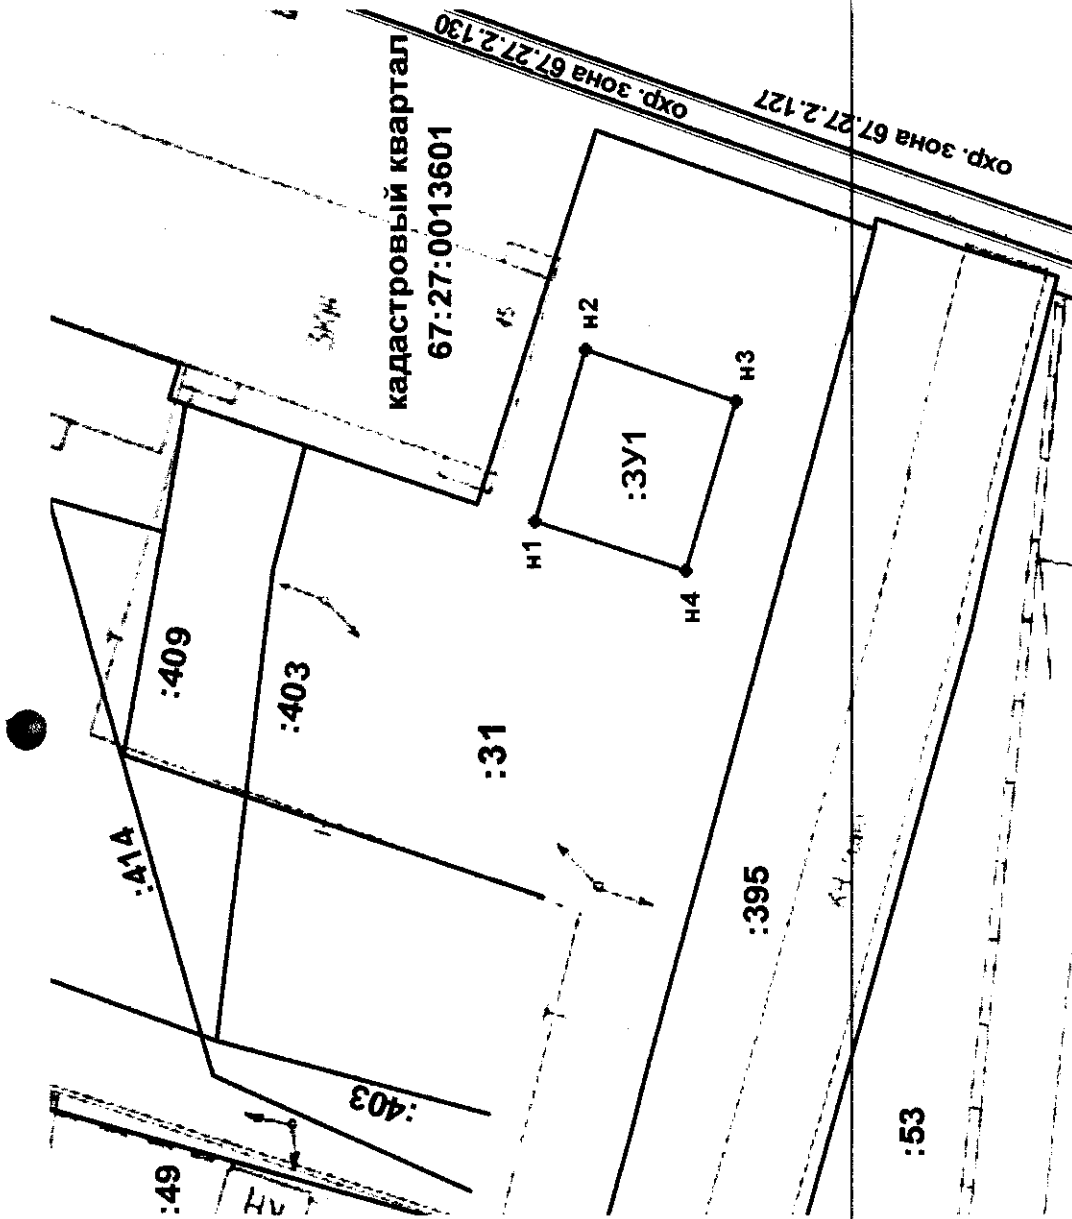 охр. зона 67.27.2.130
охр. зона 67.27.2.127
кадастровый квартал
67:27:0013601
15
н2
н3
:ЗУ1
н1
н4
:409
:403
:31
:414
:395
:403
:53
:49